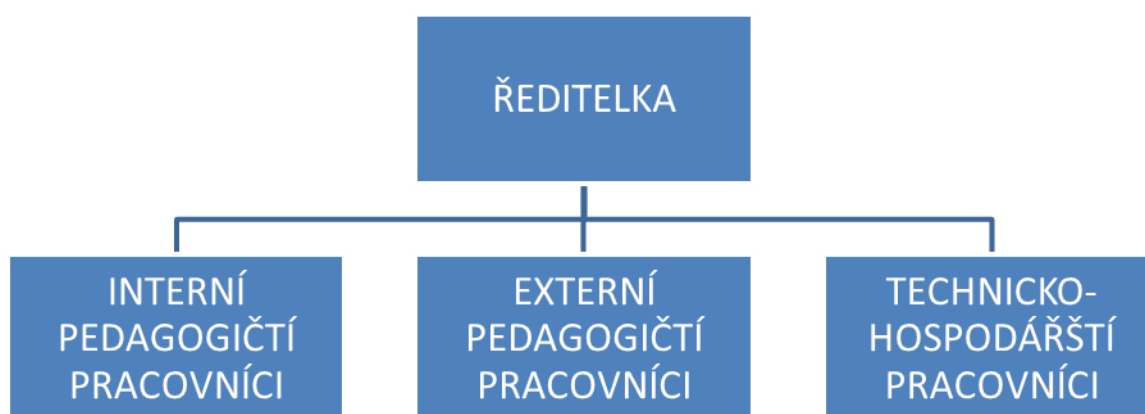 ŘEDITELKA
INTERNÍ
PEDAGOGIČTÍ
PRACOVNÍCI
EXTERNÍ
PEDAGOGIČTÍ
PRACOVNÍCI
TECHNICKO-
HOSPODÁŘŠTÍ
PRACOVNÍCI